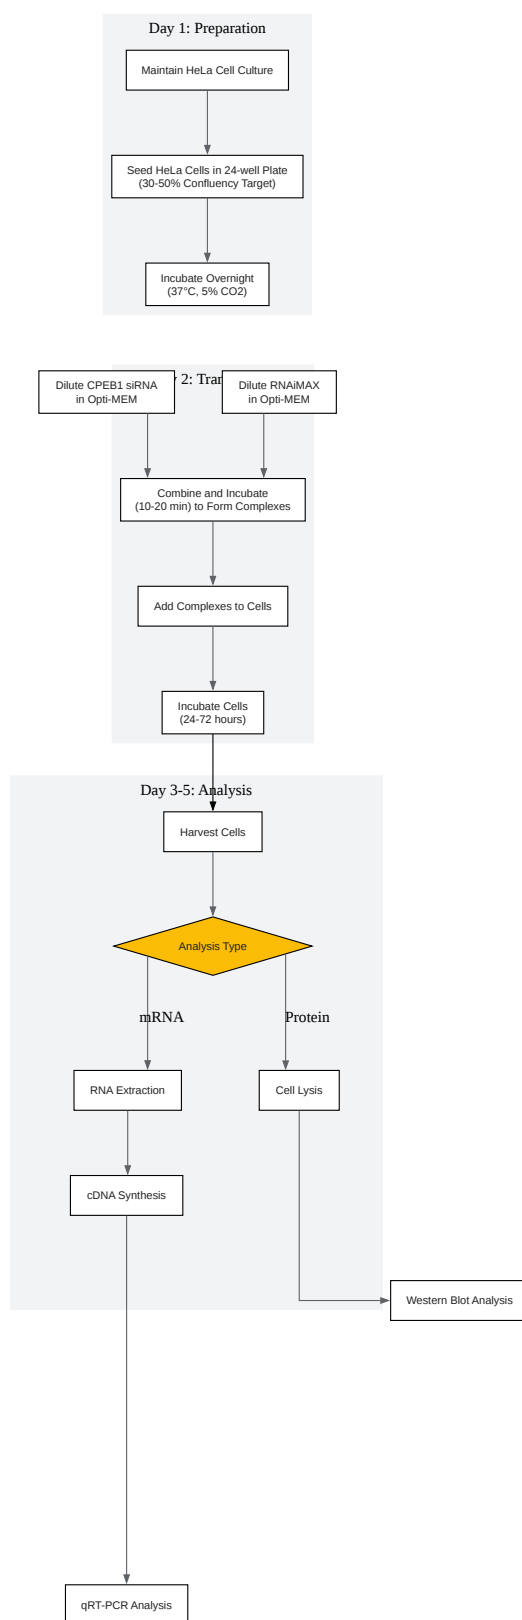 Day 1: Preparation
Maintain HeLa Cell Culture
Seed HeLa Cells in 24-well Plate
(30-50% Confluency Target)
Incubate Overnight
(37°C, 5% CO2)
2:
Dilute CPEB1 siRNA
in Opti-MEM
Dilute RNAiMAX
in Opti-MEM
Combine and Incubate
(10-20 min) to Form Complexes
Add Complexes to Cells
Incubate Cells
(24-72 hours)
Day 3-5: Analysis
Harvest Cells
Analysis Type
mRNA
Protein
RNA Extraction
Cell Lysis
cDNA Synthesis
Western Blot Analysis
qRT-PCR Analysis